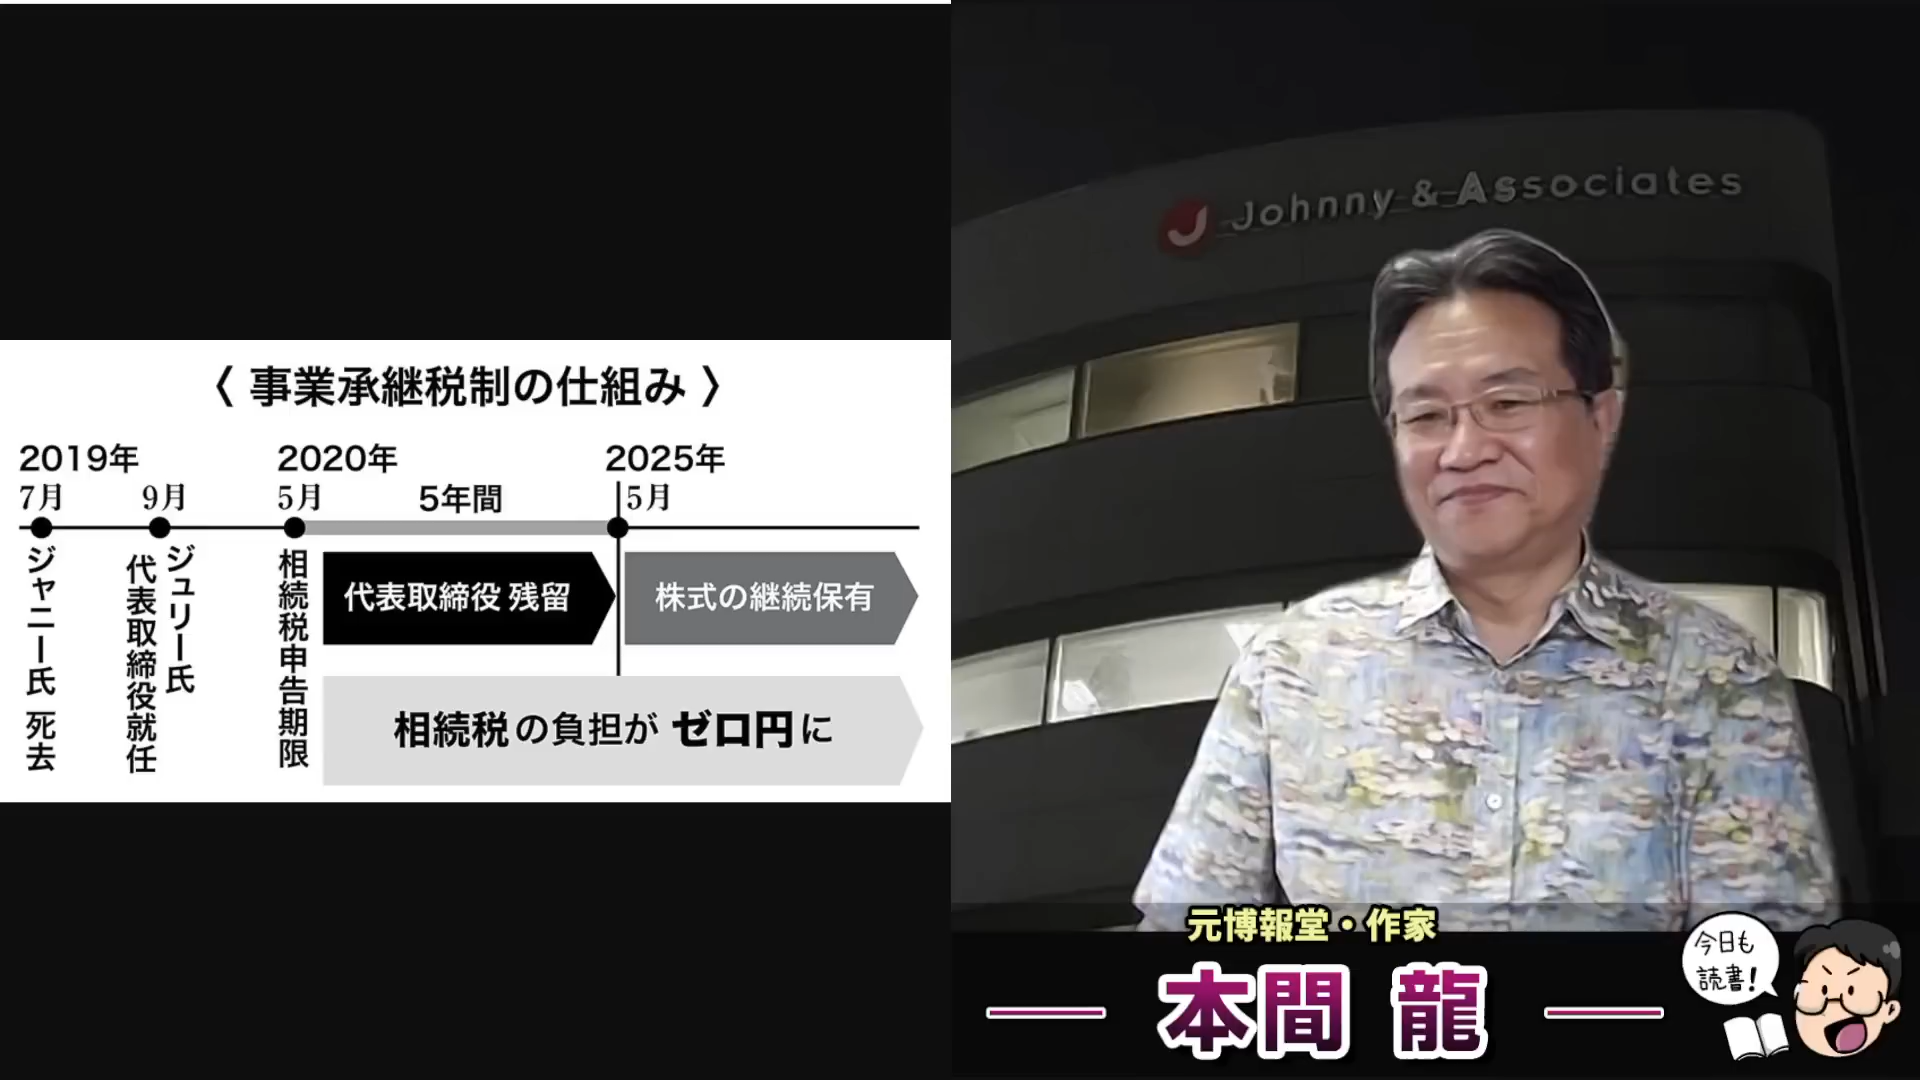 〈 事業承継税制の仕組み 〉
2019年
2020年
2025年
7月
9月
5月
5年間
5月
ジャニー氏 死去
ジュリー氏
代表取締役就任
相続税申告期限
代表取締役 残留
株式の継続保有
相続税の負担が ゼロ円に
J Johnny & Associates
元博報堂・作家
本間 龍
今日も
読書!